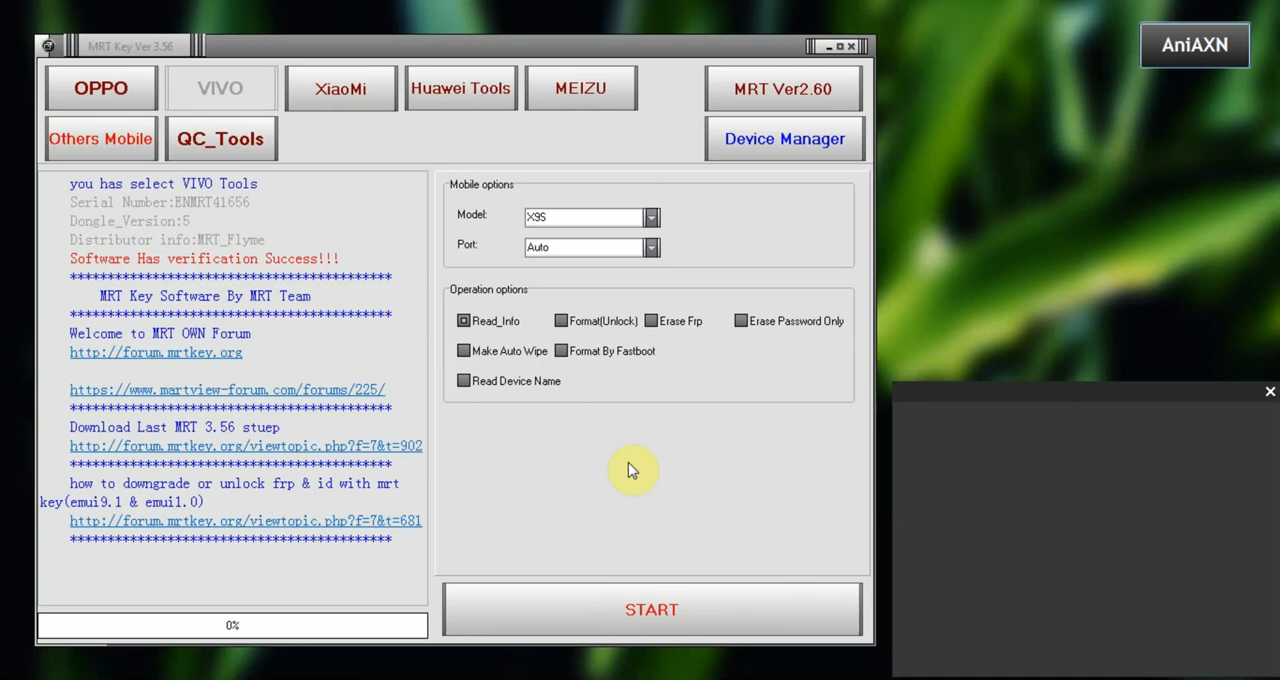 AniAXN
MRT Key Ver 3.56
OPPO
VIVO
XiaoMi
Huawei Tools
MEIZU
MRT Ver2.60
Others Mobile
QC_Tools
Device Manager
you has select VIVO Tools
Serial Number:ENMRT41656
Dongle_Version:5
Distributor info:MRT_Flyme
Software Has verification Success!!!
*******************************************
MRT Key Software By MRT Team
*******************************************
Welcome to MRT OWN Forum
http://forum.mrtkey.org
https://www.martview-forum.com/forums/225/
*******************************************
Download Last MRT 3.56 stuep
http://forum.mrtkey.org/viewtopic.php?f=7&t=902
*******************************************
how to downgrade or unlock frp & id with mrt
key(emui9.1 & emui1.0)
http://forum.mrtkey.org/viewtopic.php?f=7&t=681
*******************************************
0%
Mobile options
Model:
X9S
Port:
Auto
Operation options
Read_Info
Format(Unlock)
Erase Frp
Erase Password Only
Make Auto Wipe
Format By Fastboot
Read Device Name
START